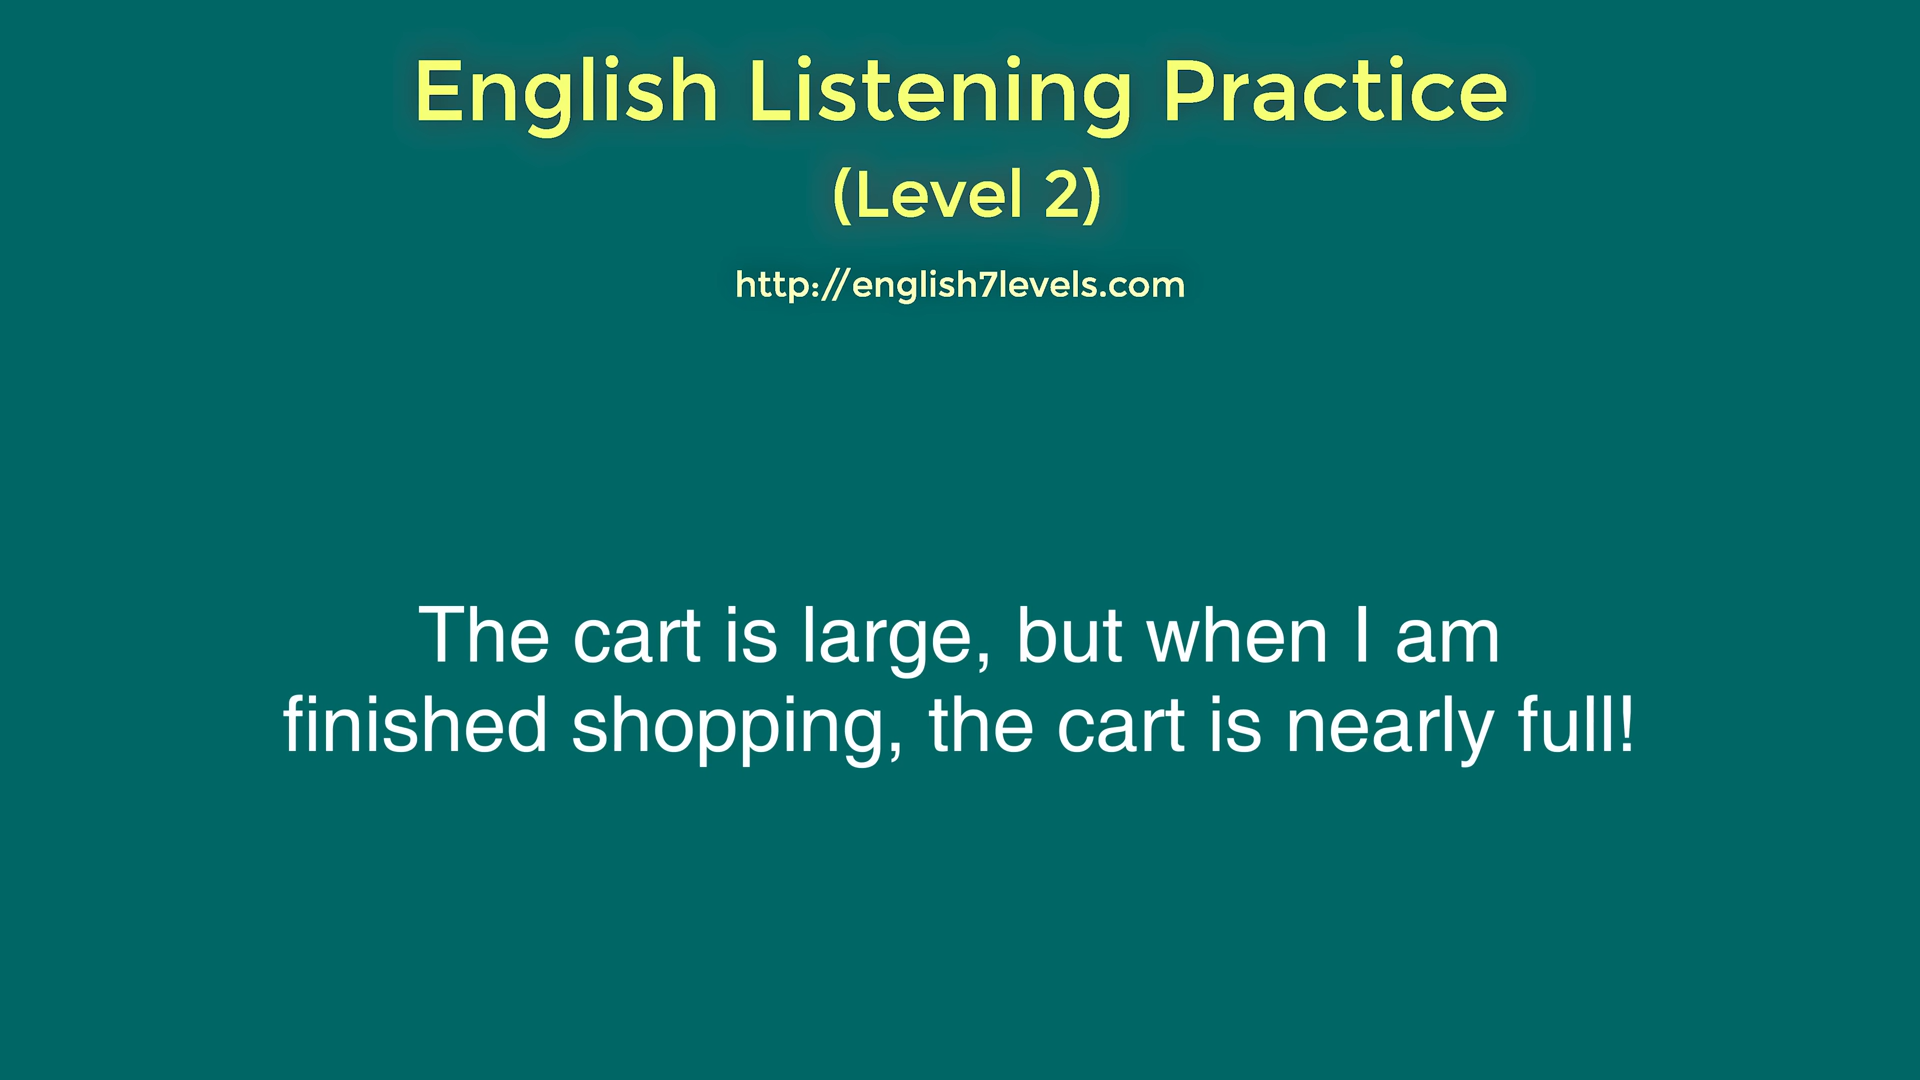 English Listening Practice
(Level 2)
http://english7levels.com
The cart is large, but when I am
finished shopping, the cart is nearly full!